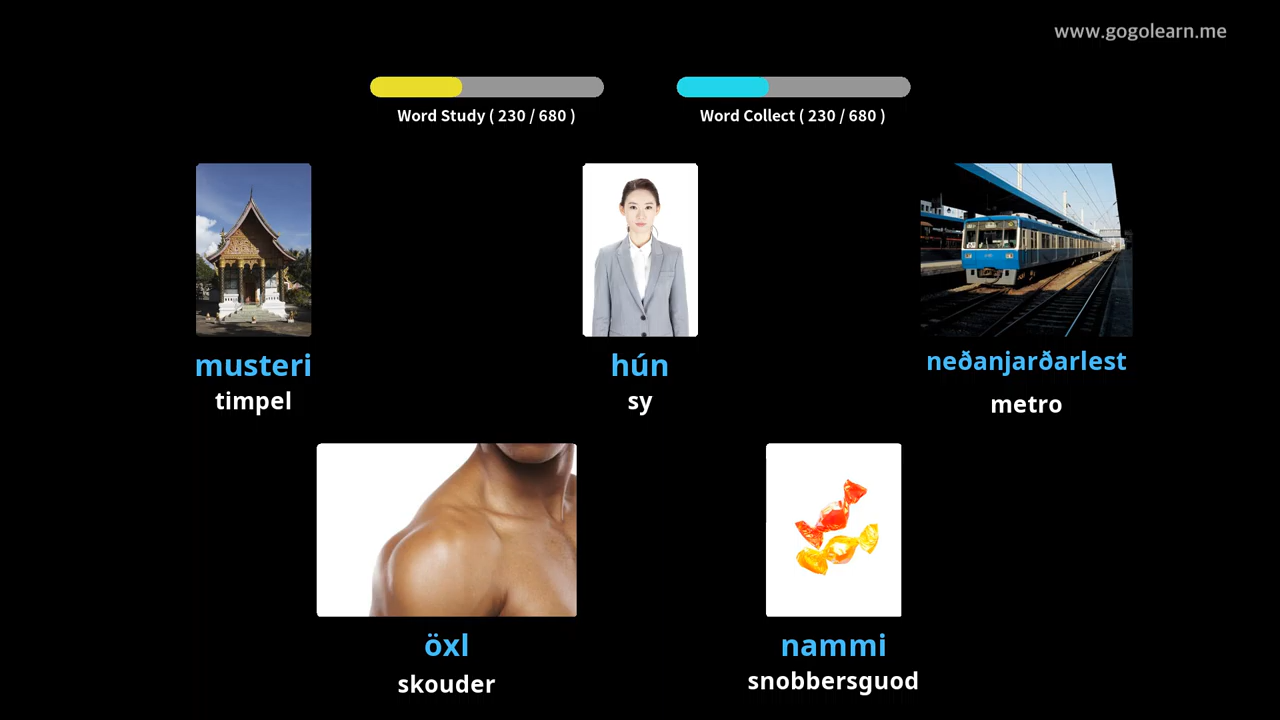 www.gogolearn.me
Word Study ( 230 / 680 )
Word Collect ( 230 / 680 )
musteri
timpel
hún
sy
neðanjarðarlest
metro
öxl
skouder
nammi
snobbersguod